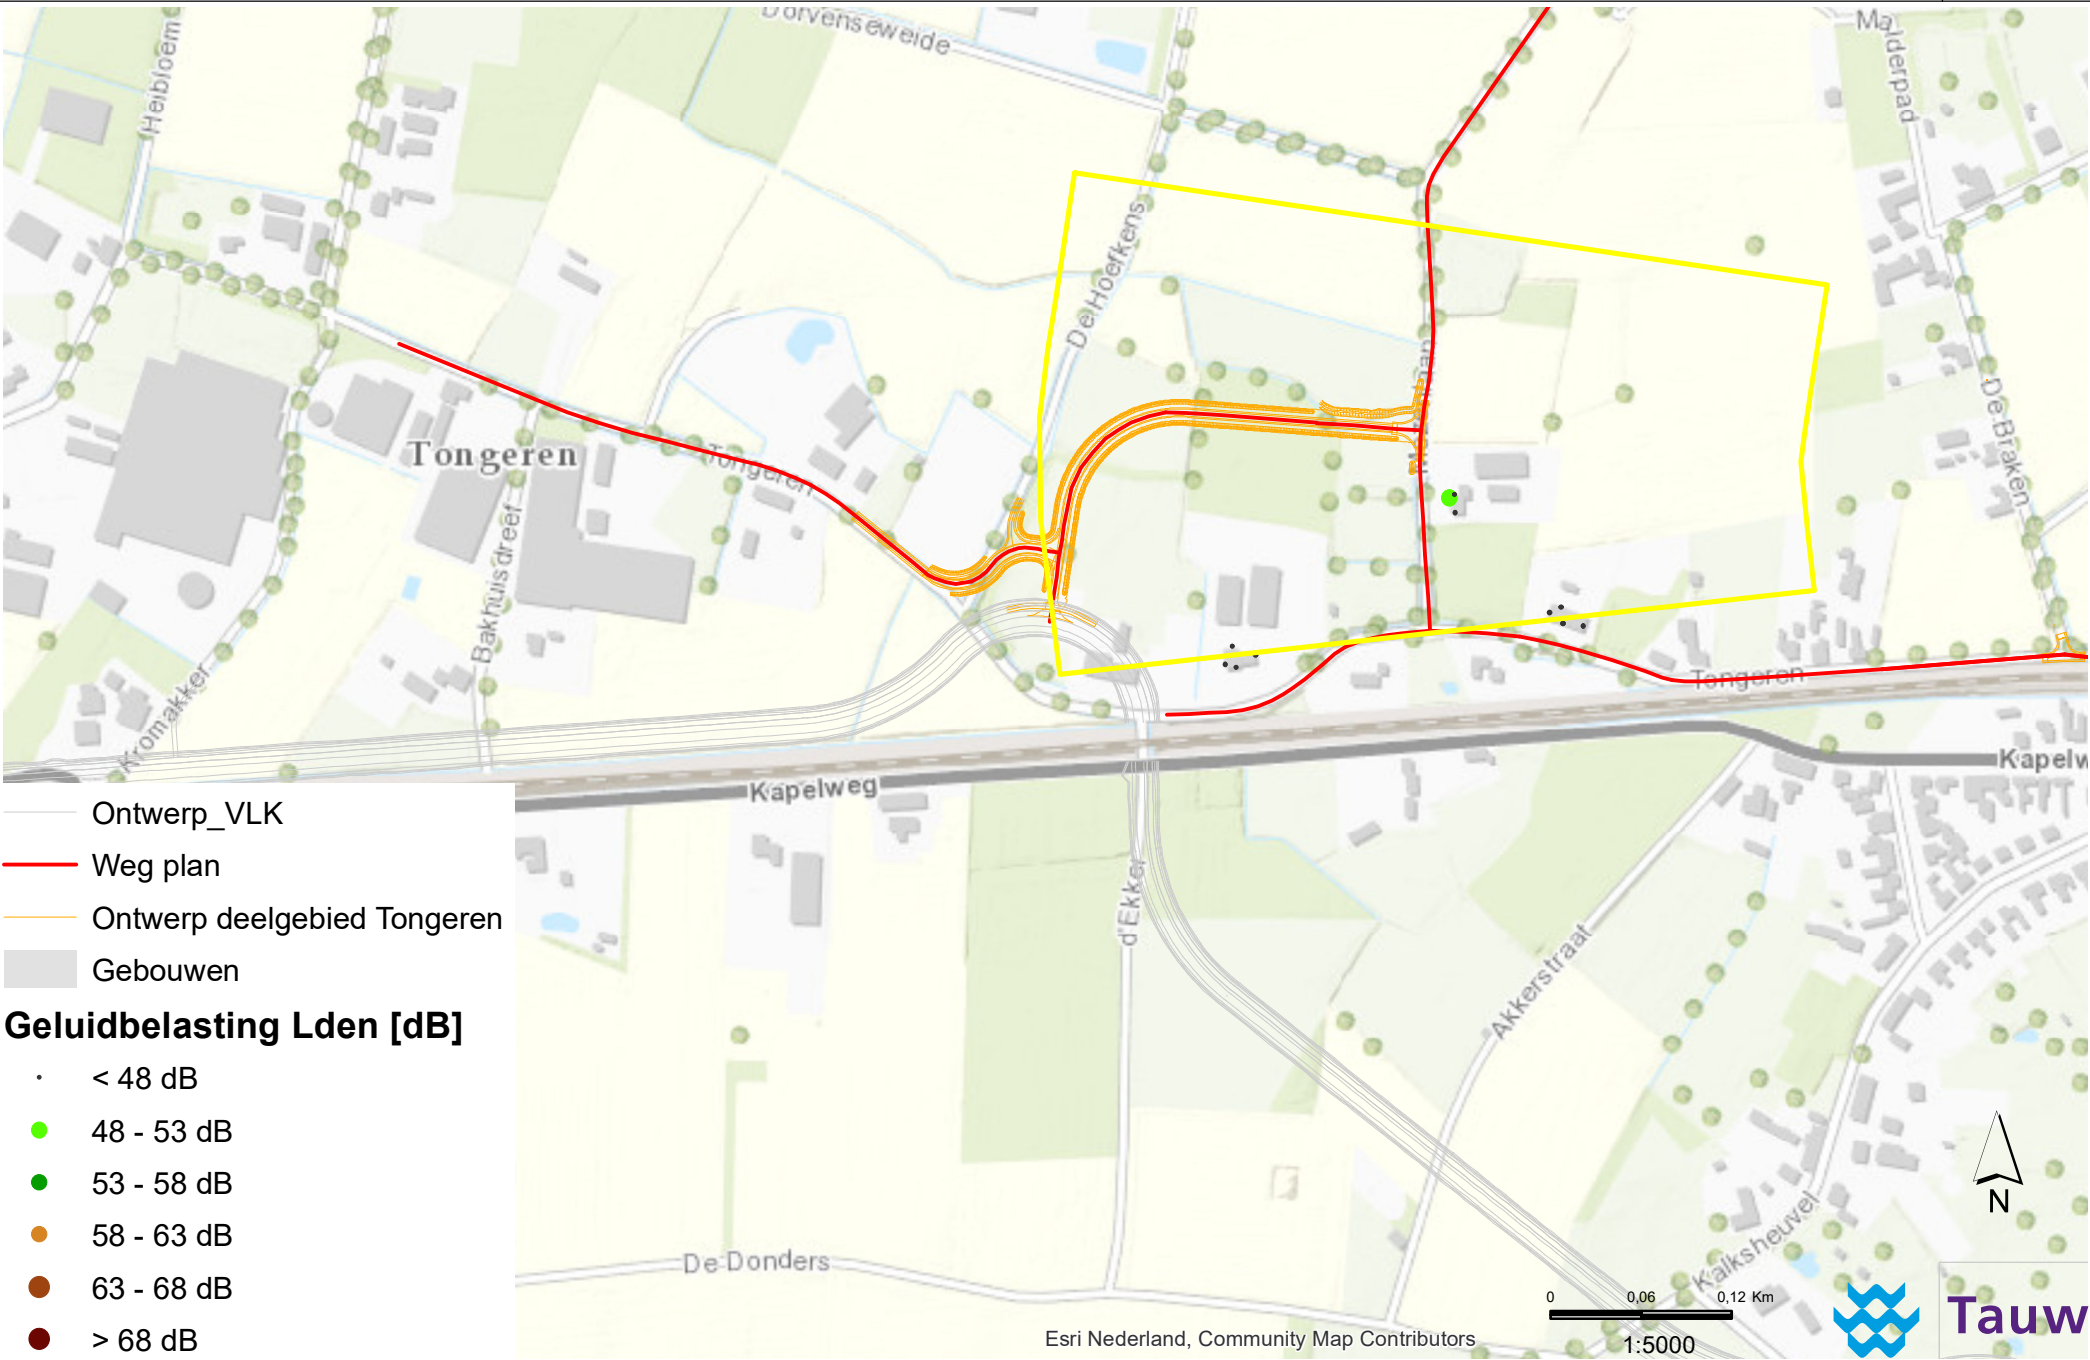 Dorvenseweide
Malderpad
Heibloem
De Hoefkens
De Braken
Tongeren
Tongeren
Bakhuisdreef
Kromakker
Tongeren
Kapelweg
Kapelw
d'Ekker
Akkerstraat
De Donders
Kalksheuvel
Ontwerp_VLK
Weg plan
Ontwerp deelgebied Tongeren
Gebouwen
Geluidbelasting Lden [dB]
< 48 dB
48 - 53 dB
53 - 58 dB
58 - 63 dB
63 - 68 dB
> 68 dB
N
0 0,06 0,12 Km
1:5000
Esri Nederland, Community Map Contributors
Tauw